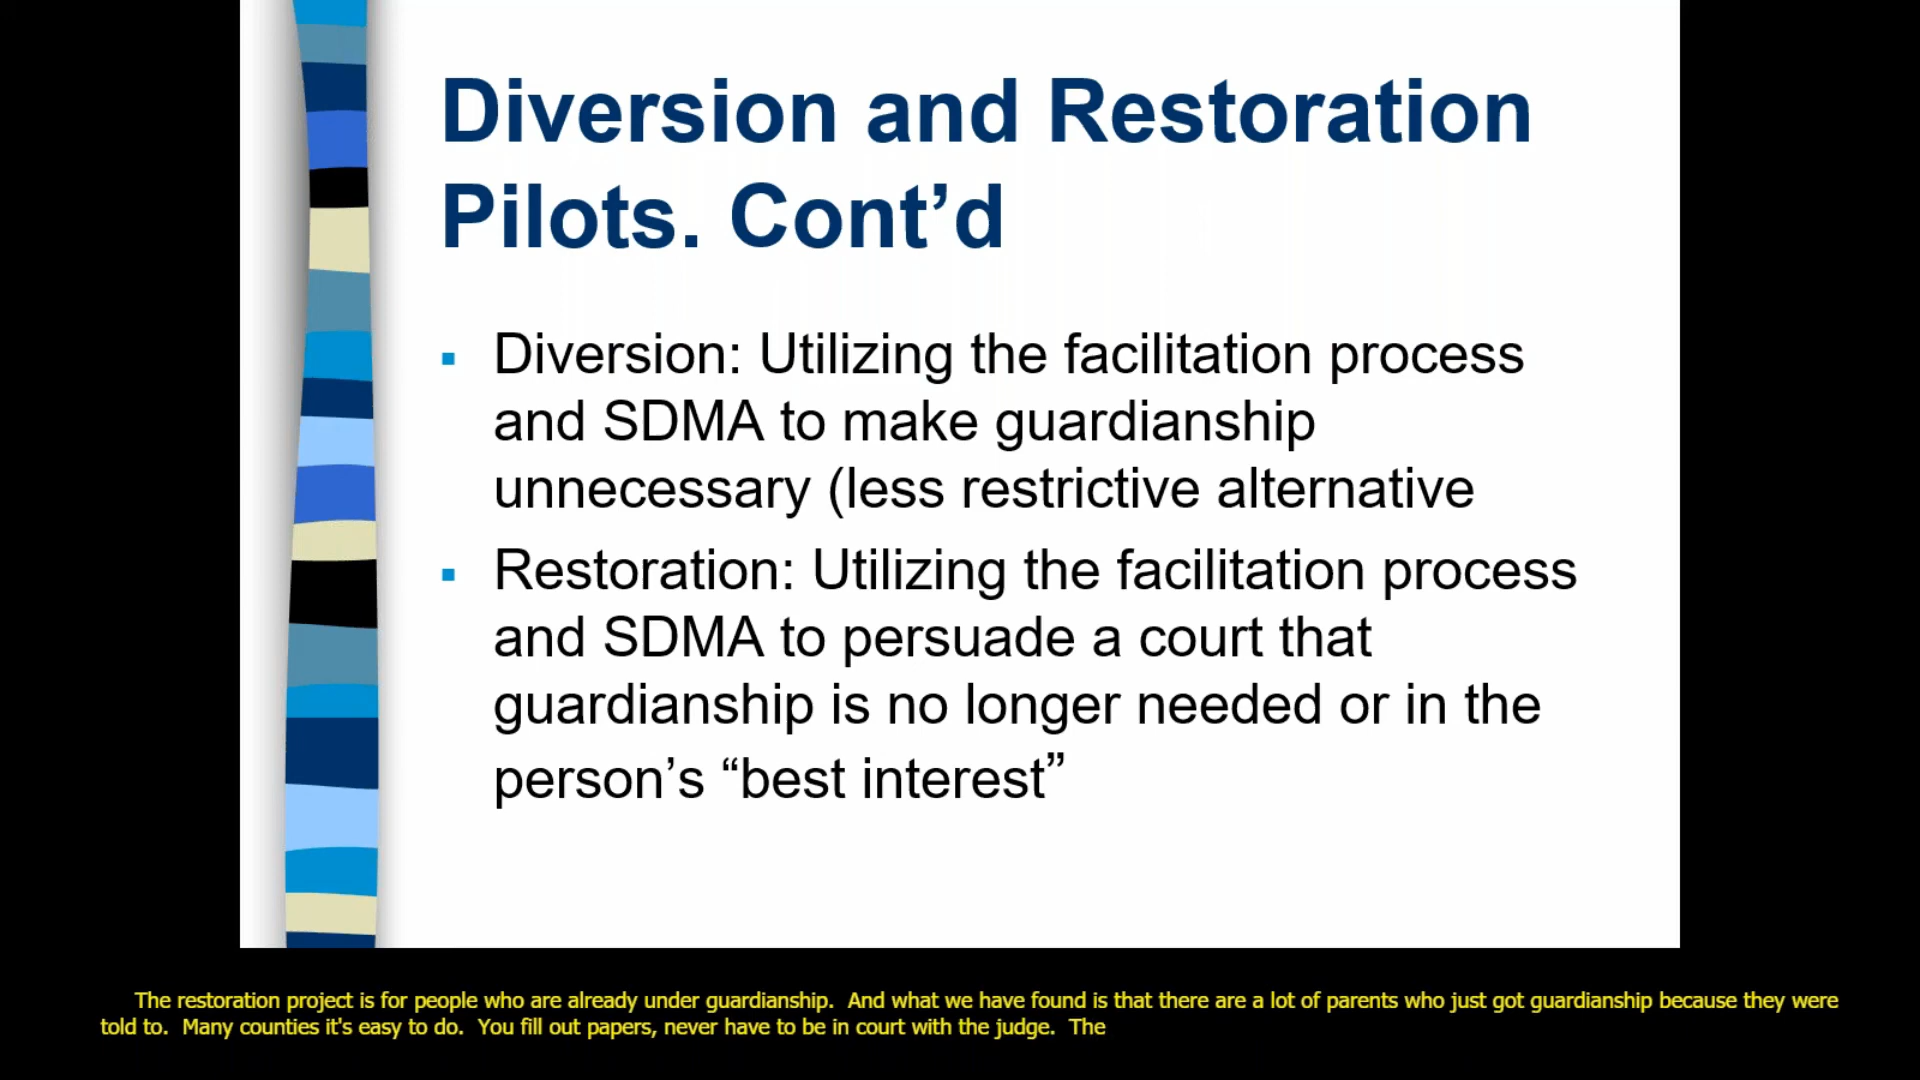 Diversion and Restoration
Pilots. Cont’d
▪ Diversion: Utilizing the facilitation process
and SDMA to make guardianship
unnecessary (less restrictive alternative
▪ Restoration: Utilizing the facilitation process
and SDMA to persuade a court that
guardianship is no longer needed or in the
person’s “best interest”
The restoration project is for people who are already under guardianship.  And what we have found is that there are a lot of parents who just got guardianship because they were
told to.  Many counties it's easy to do.  You fill out papers, never have to be in court with the judge.  The